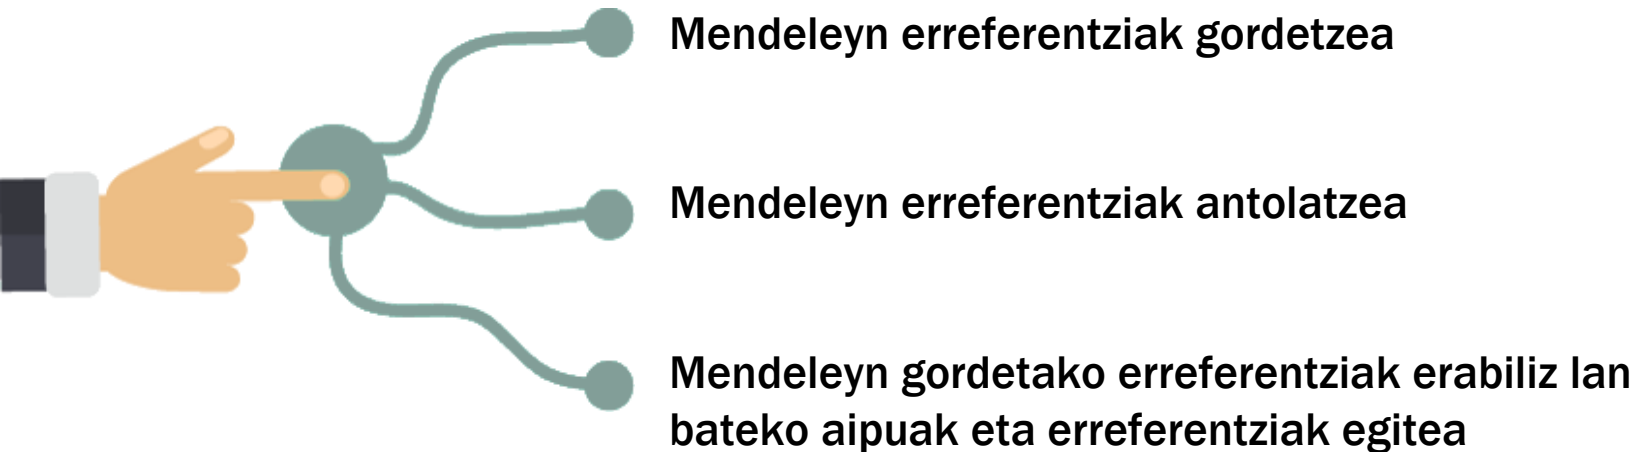 Mendeleyn erreferentziak gordetzea
Mendeleyn erreferentziak antolatzea
Mendeleyn gordetako erreferentziak erabiliz lan
bateko aipuak eta erreferentziak egitea